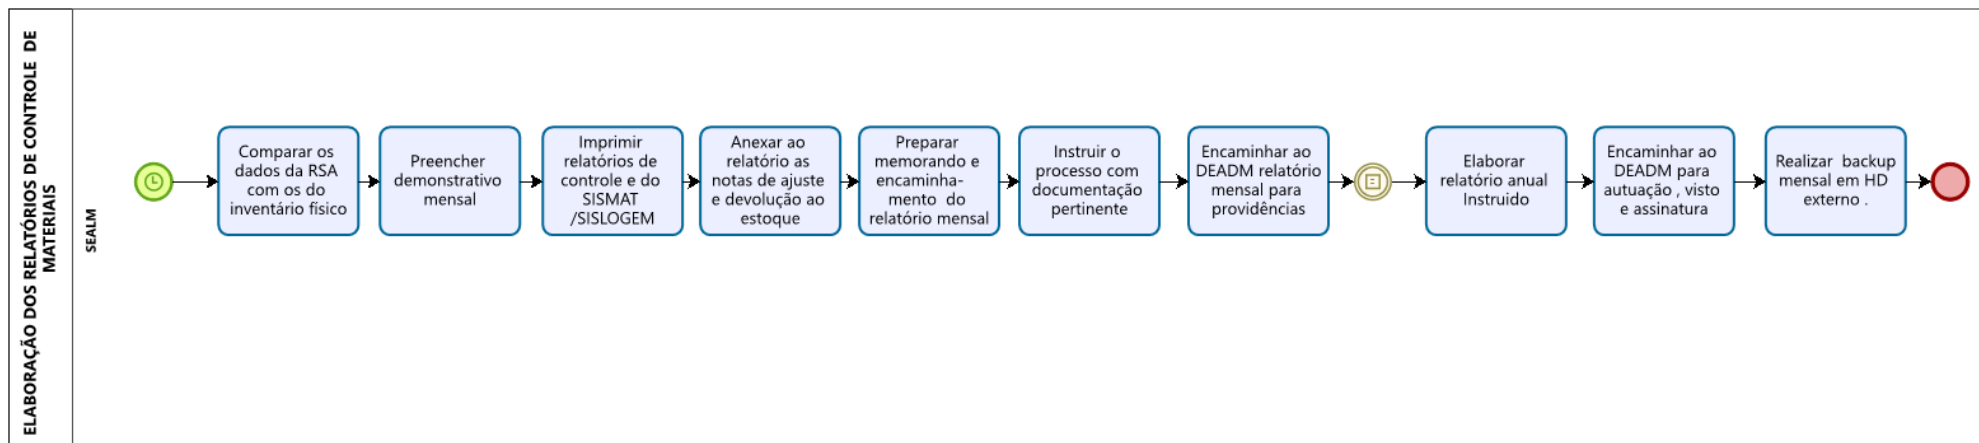 ELABORAÇÃO DOS RELATÓRIOS DE CONTROLE DE
MATERIAIS
SEALM
Comparar os
dados da RSA
com os do
inventário físico
Preencher
demonstrativo
mensal
Imprimir
relatórios de
controle e do
SISMAT
/SISLOGEM
Anexar ao
relatório as
notas de ajuste
e devolução ao
estoque
Preparar
memorando e
encaminha-
mento do
relatório mensal
Instruir o
processo com
documentação
pertinente
Encaminhar ao
DEADM relatório
mensal para
providências
Elaborar
relatório anual
Instruido
Encaminhar ao
DEADM para
autuação , visto
e assinatura
Realizar backup
mensal em HD
externo .